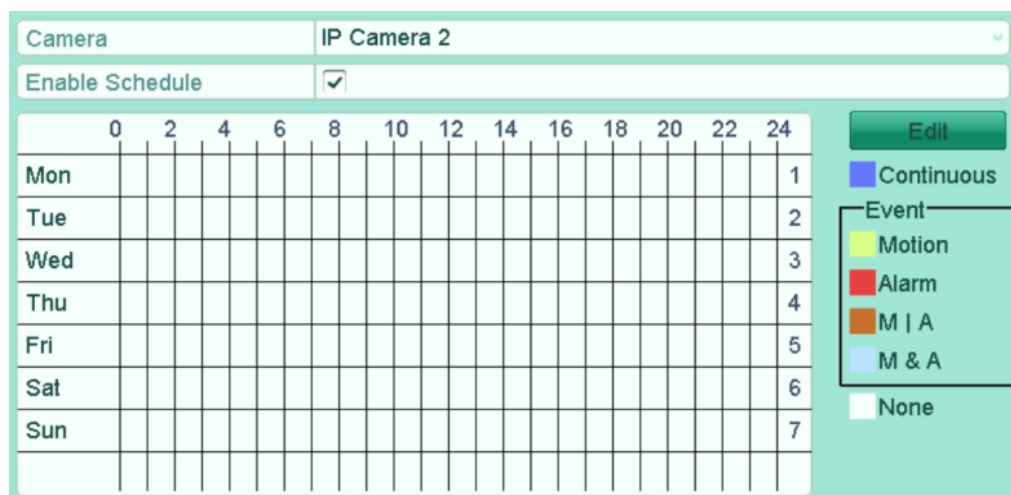 Camera IP Camera 2
Enable Schedule
0 2 4 6 8 10 12 14 16 18 20 22 24 Edit
Mon 1 Continuous
Event
Tue 2
Motion
Wed 3
Alarm
Thu 4
M | A
Fri 5
M & A
Sat 6
None
Sun 7